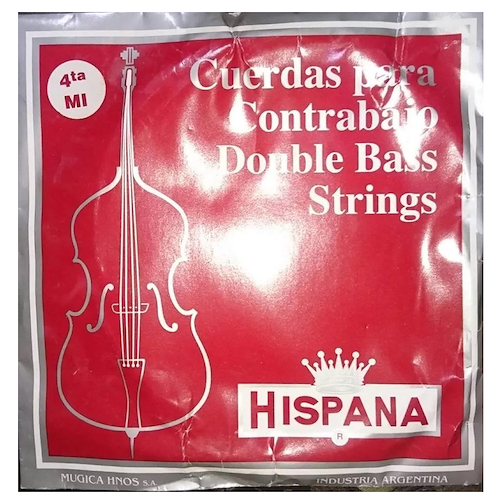 4ta
MI
Cuerdas para
Contrabajo
Double Bass
Strings
HISPANA
R
MUGICA HNOS S.A.
INDUSTRIA ARGENTINA